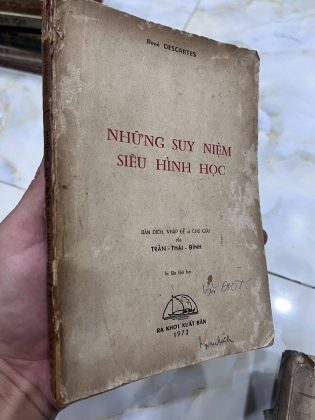 René DESCARTES
NHỮNG SUY NIỆM
SIÊU HÌNH HỌC
BẢN DỊCH, NHẬP ĐỀ và CHÚ GIẢI
của
TRẦN-THÁI-ĐỈNH
In lần thứ hai
RA KHƠI XUẤT BẢN
1972